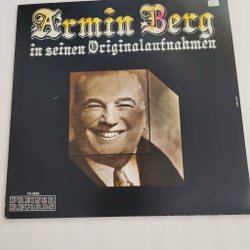 Armin Berg
in seinen Originalaufnahmen
PREISER
RECORDS